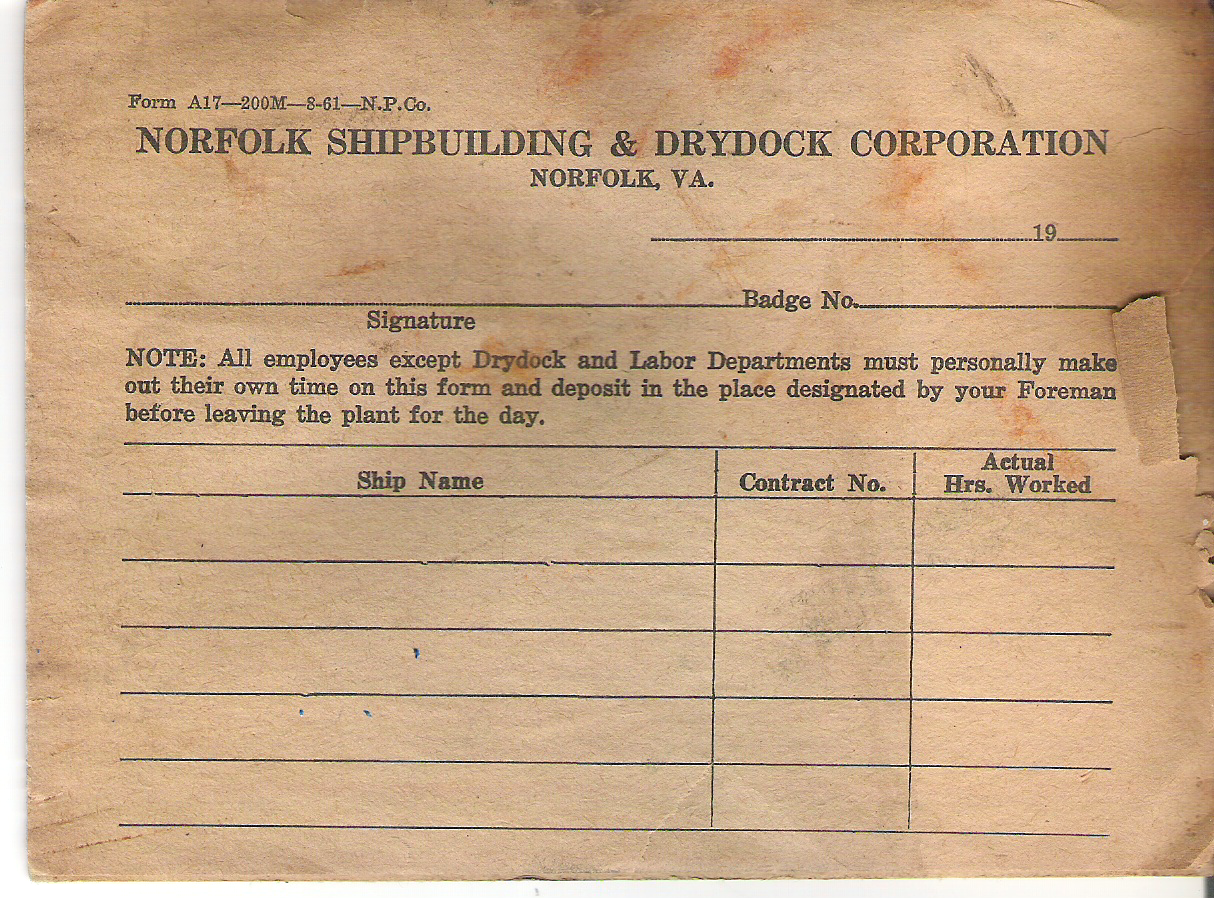 Form A17—200M—8-61—N.P.Co.
NORFOLK SHIPBUILDING & DRYDOCK CORPORATION
NORFOLK, VA.
19
Badge No.
Signature
NOTE: All employees except Drydock and Labor Departments must personally make
out their own time on this form and deposit in the place designated by your Foreman
before leaving the plant for the day.
Ship Name Contract No. Actual
Hrs. Worked